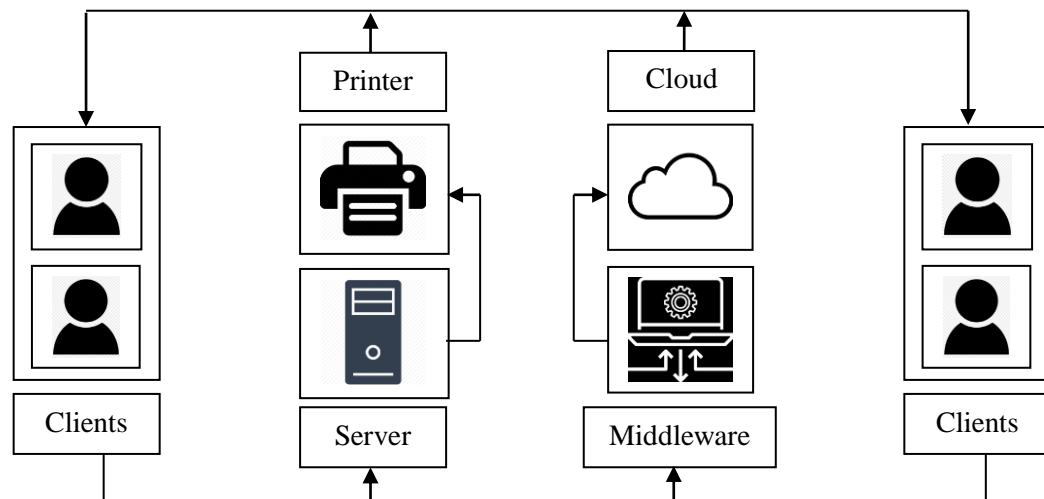 Printer
Cloud
Clients
Server
Middleware
Clients